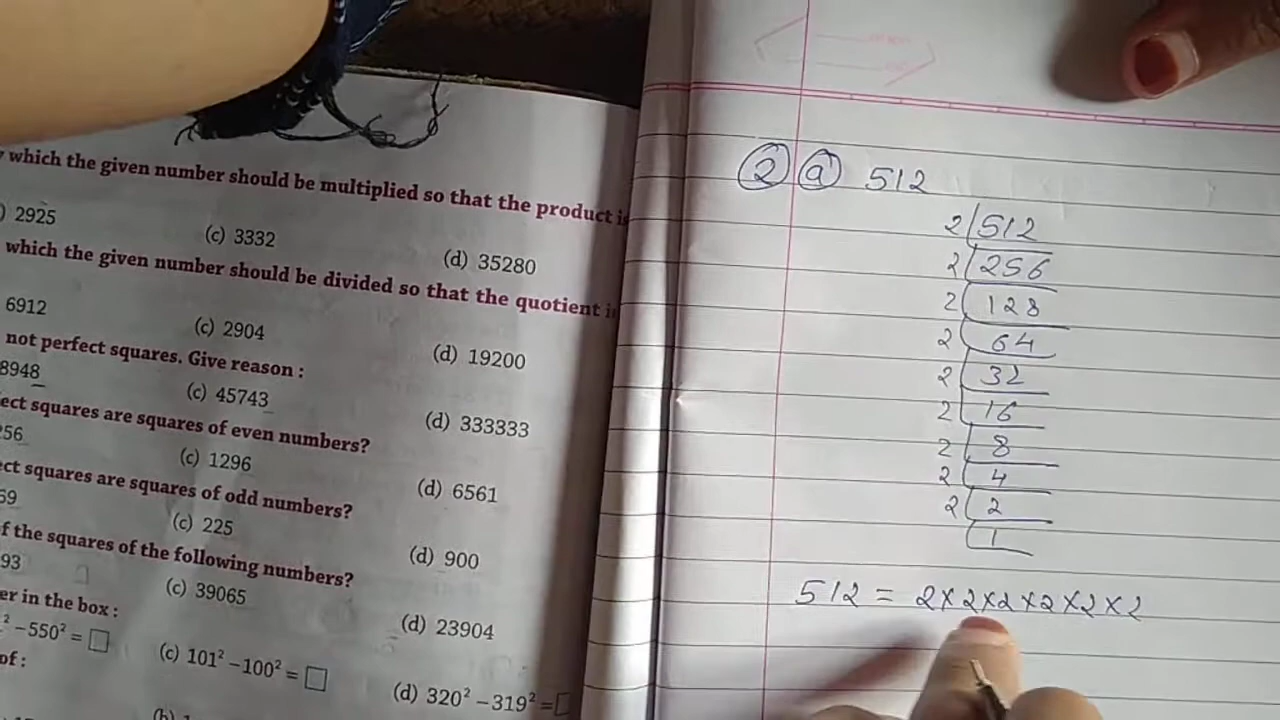 which the given number should be multiplied so that the product is
) 2925 (c) 3332 (d) 35280
which the given number should be divided so that the quotient i
6912 (c) 2904 (d) 19200
not perfect squares. Give reason :
8948 (c) 45743 (d) 333333
ect squares are squares of even numbers?
256 (c) 1296 (d) 6561
ct squares are squares of odd numbers?
69 (c) 225 (d) 900
f the squares of the following numbers?
93 (c) 39065 (d) 23904
er in the box :
² −550² = □ (c) 101² −100² = □ (d) 320² −319² = □
of :
(b)
2 a 512
2 512
2 256
2 128
2 64
2 32
2 16
2 8
2 4
2 2
1
512 = 2×2×2×2×2×2